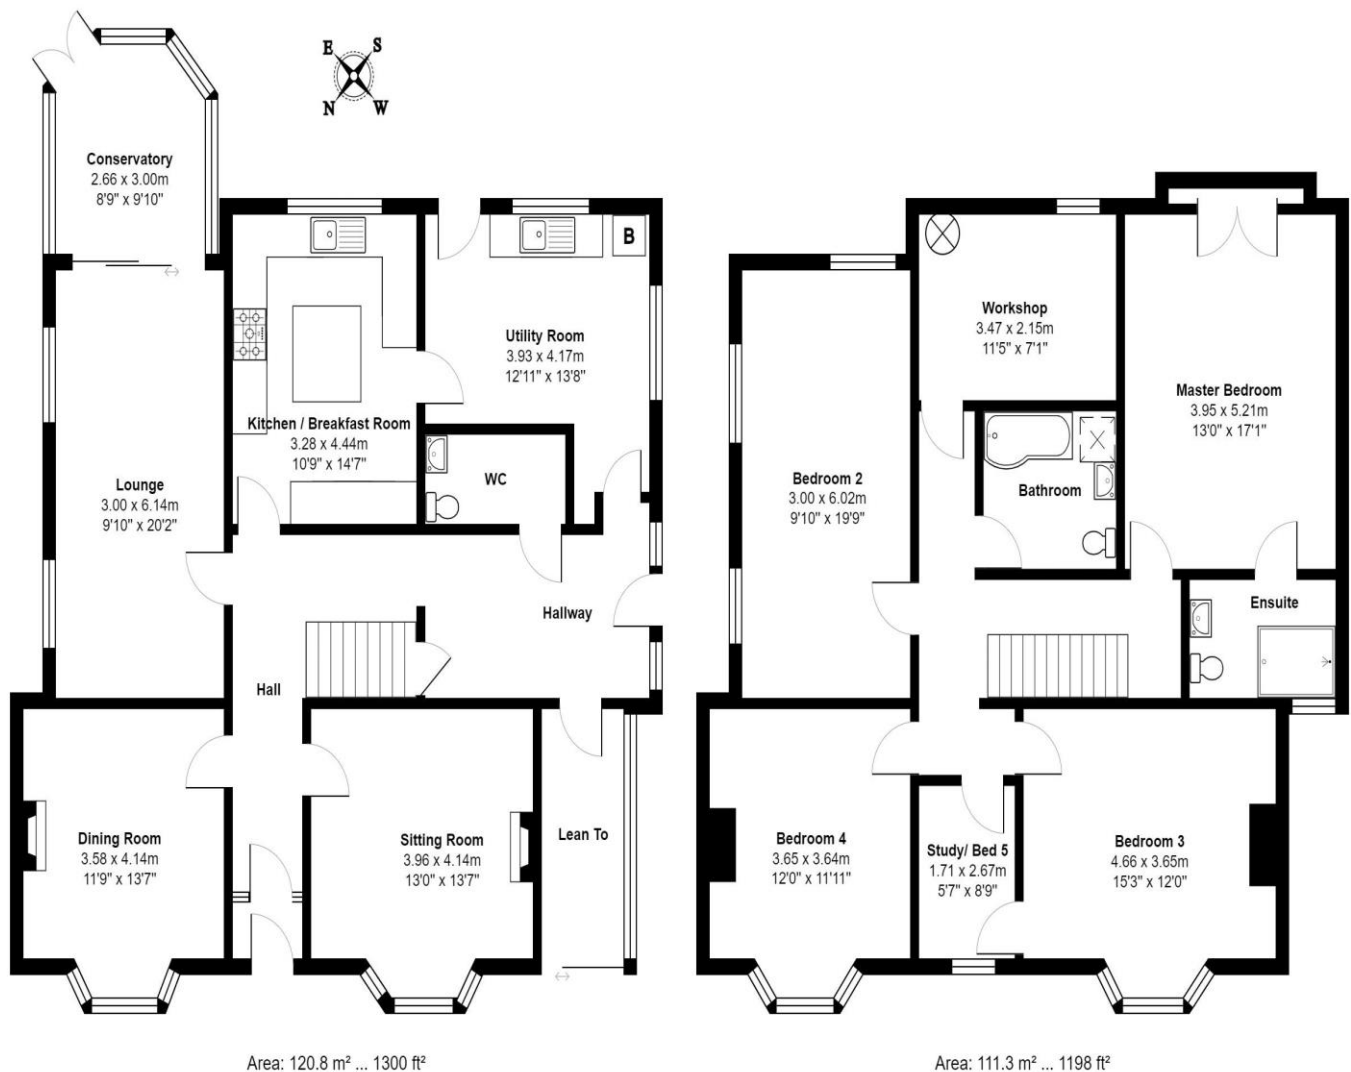 E S
N W
Conservatory
2.66 x 3.00m
8'9" x 9'10"
B
Utility Room
3.93 x 4.17m
12'11" x 13'8"
Kitchen / Breakfast Room
3.28 x 4.44m
10'9" x 14'7"
WC
Lounge
3.00 x 6.14m
9'10" x 20'2"
Hallway
Hall
Dining Room
3.58 x 4.14m
11'9" x 13'7"
Sitting Room
3.96 x 4.14m
13'0" x 13'7"
Lean To
Area: 120.8 m² ... 1300 ft²
Workshop
3.47 x 2.15m
11'5" x 7'1"
Master Bedroom
3.95 x 5.21m
13'0" x 17'1"
Bedroom 2
3.00 x 6.02m
9'10" x 19'9"
Bathroom
Ensuite
Bedroom 4
3.65 x 3.64m
12'0" x 11'11"
Study/ Bed 5
1.71 x 2.67m
5'7" x 8'9"
Bedroom 3
4.66 x 3.65m
15'3" x 12'0"
Area: 111.3 m² ... 1198 ft²